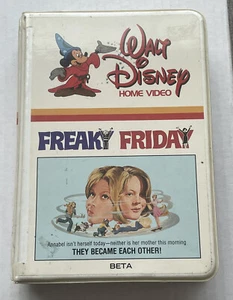 WALT
DISNEY
HOME VIDEO
FREAKY FRIDAY
Annabel isn't herself today—neither is her mother this morning
THEY BECAME EACH OTHER!
BETA